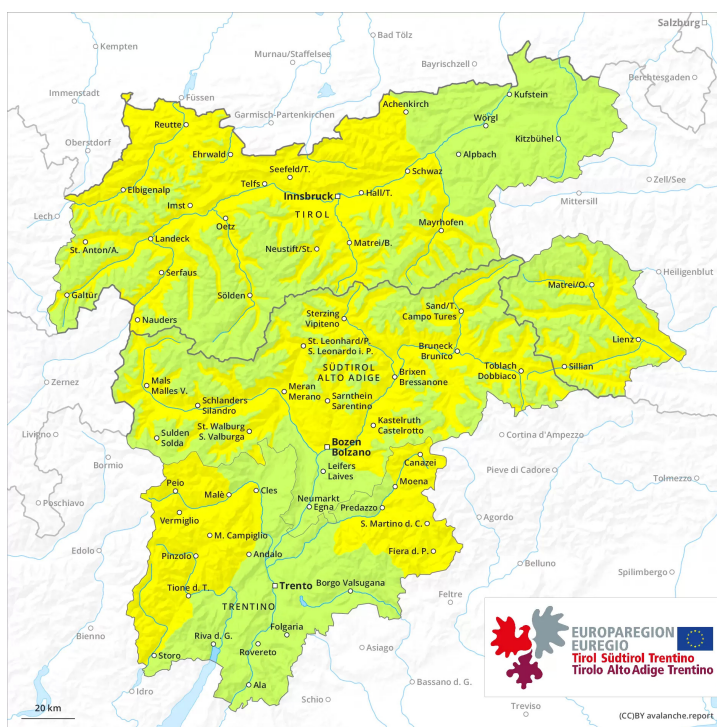 Salzburg
Kempten
Bad Tölz
Murnau/Staffelsee
Bayrischzell
Berchtesgaden
Immenstadt
Füssen
Garmisch-Partenkirchen
Achenkirch
Kufstein
Reutte
Wörgl
Oberstdorf
Ehrwald
Kitzbühel
Alpbach
Seefeld/T.
Telfs
Schwaz
Zell/See
Elbigenalp
Innsbruck
Hall/T.
Mittersill
Imst
TIROL
Lech
Oetz
Mayrhofen
St. Anton/A.
Landeck
Neustift/St.
Matrei/B.
Serfaus
Heiligenblut
Galtür
Sölden
Matrei/O.
Nauders
Sterzing
Vipiteno
Sand/T.
Campo Tures
Lienz
St. Leonhard/P.
S. Leonardo i. P.
Bruneck
Brunico
Toblach
Dobbiaco
Sillian
SÜDTIROL
ALTO ADIGE
Brixen
Bressanone
Zernez
Mals
Malles V.
Meran
Merano
Schlanders
Silandro
Sarnthein
Sarentino
St. Walburg
S. Valburga
Kastelruth
Castelrotto
Livigno
Sulden
Solda
Bozen
Bolzano
Cortina d'Ampezzo
Bormio
Canazei
Leifers
Laives
Pieve di Cadore
Tolmezzo
Peio
Malè
Cles
Moena
Poschiavo
Neumarkt
Egna
Predazzo
Vermiglio
S. Martino d. C.
Agordo
M. Campiglio
Edolo
Pinzolo
Andalo
Fiera d. P.
Belluno
Spilimbergo
Tione d. T.
Trento
Borgo Valsugana
Feltre
TRENTINO
Bienno
Riva d. G.
Folgaria
Rovereto
Asiago
Storo
Bassano d. G.
Idro
Ala
Schio
Treviso
EUROPAREGION
EUREGIO
Tirol Südtirol Trentino
Tirolo Alto Adige Trentino
20 km
(CC)BY avalanche.report